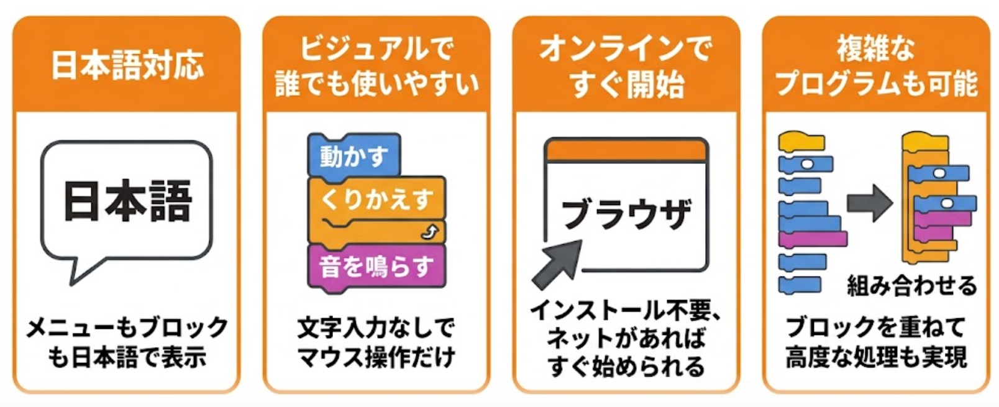 日本語対応
日本語
メニューもブロック
も日本語で表示
ビジュアルで
誰でも使いやすい
動かす
くりかえす
音を鳴らす
文字入力なしで
マウス操作だけ
オンラインで
すぐ開始
ブラウザ
インストール不要、
ネットがあれば
すぐ始められる
複雑な
プログラムも可能
組み合わせる
ブロックを重ねて
高度な処理も実現